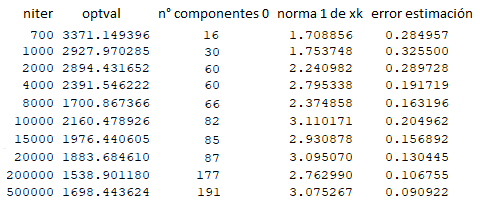 niter optval n° componentes 0 norma 1 de xk error estimación
700 3371.149396 16 1.708856 0.284957
1000 2927.970285 30 1.753748 0.325500
2000 2894.431652 60 2.240982 0.289728
4000 2391.546222 60 2.795338 0.191719
8000 1700.867366 66 2.374858 0.163196
10000 2160.478926 82 3.110171 0.204962
15000 1976.440605 85 2.930878 0.156892
20000 1883.684610 87 3.095070 0.130445
200000 1538.901180 177 2.762990 0.106755
500000 1698.443624 191 3.075267 0.090922